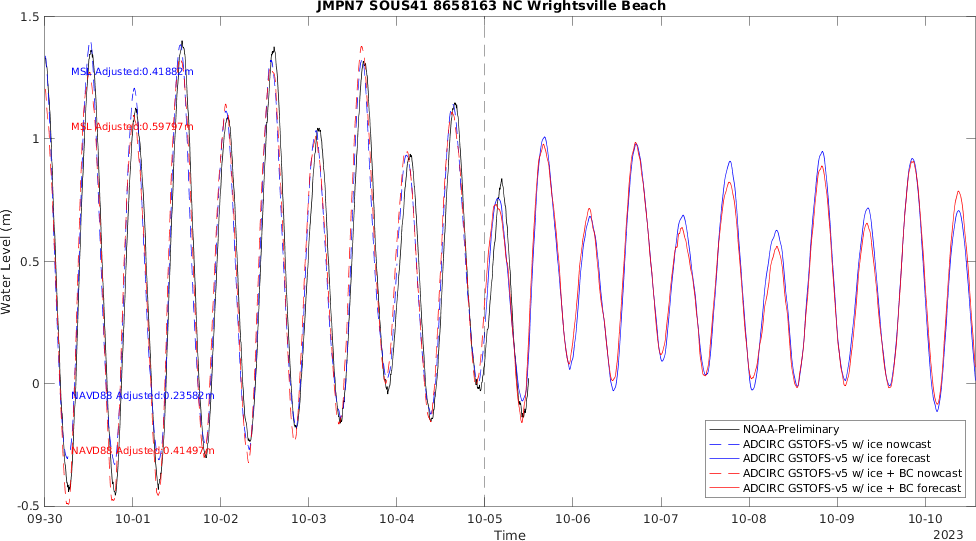 JMPN7 SOUS41 8658163 NC Wrightsville Beach
1.5
1
0.5
0
-0.5
Water Level (m)
MSL Adjusted:0.41882m
MSL Adjusted:0.59797m
NAVD88 Adjusted:0.23582m
NAVD88 Adjusted:0.41497m
NOAA-Preliminary
ADCIRC GSTOFS-v5 w/ ice nowcast
ADCIRC GSTOFS-v5 w/ ice forecast
ADCIRC GSTOFS-v5 w/ ice + BC nowcast
ADCIRC GSTOFS-v5 w/ ice + BC forecast
09-30 10-01 10-02 10-03 10-04 10-05 10-06 10-07 10-08 10-09 10-10
Time
2023